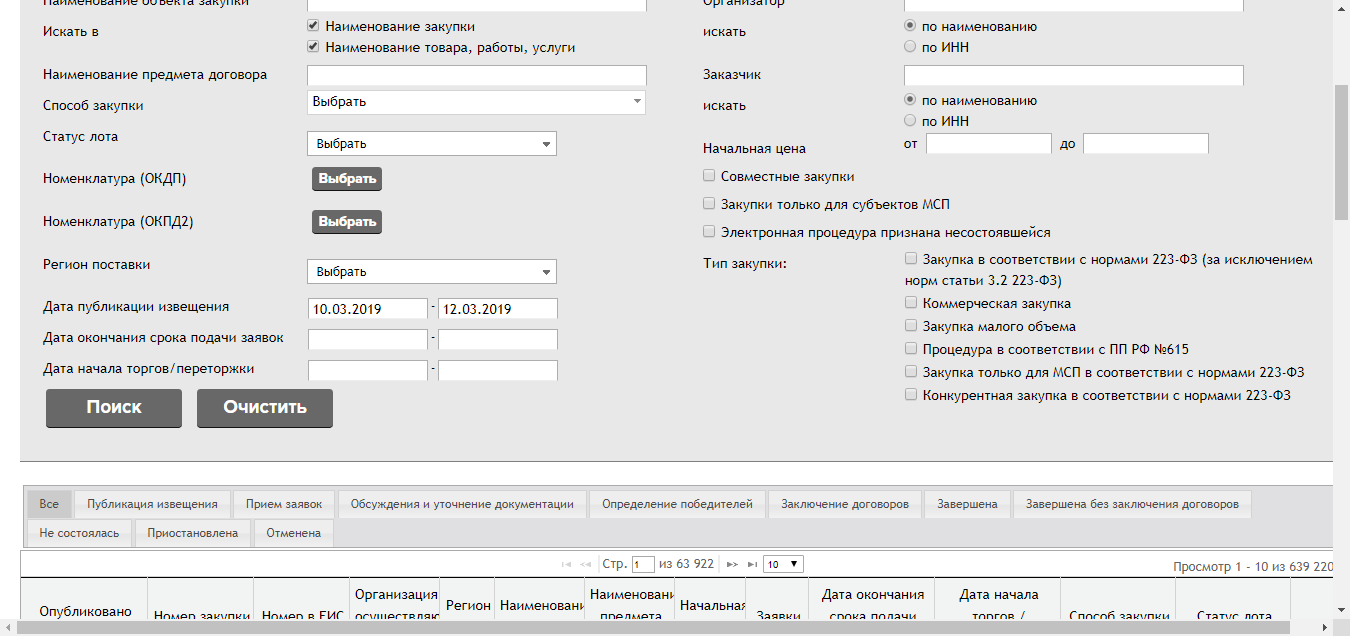 Наименование объекта закупки
Организатор
Искать в
Наименование закупки
Наименование товара, работы, услуги
искать
по наименованию
по ИНН
Наименование предмета договора
Заказчик
Способ закупки
Выбрать
искать
по наименованию
по ИНН
Статус лота
Выбрать
Начальная цена
от
до
Номенклатура (ОКДП)
Выбрать
Совместные закупки
Закупки только для субъектов МСП
Номенклатура (ОКПД2)
Выбрать
Электронная процедура признана несостоявшейся
Регион поставки
Выбрать
Тип закупки:
Закупка в соответствии с нормами 223-ФЗ (за исключением
норм статьи 3.2 223-ФЗ)
Коммерческая закупка
Закупка малого объема
Процедура в соответствии с ПП РФ №615
Закупка только для МСП в соответствии с нормами 223-ФЗ
Конкурентная закупка в соответствии с нормами 223-ФЗ
Дата публикации извещения
10.03.2019 - 12.03.2019
Дата окончания срока подачи заявок
-
Дата начала торгов/переторжки
-
Поиск
Очистить
Все
Публикация извещения
Прием заявок
Обсуждения и уточнение документации
Определение победителей
Заключение договоров
Завершена
Завершена без заключения договоров
Не состоялась
Приостановлена
Отменена
Стр. 1 из 63 922
10
Просмотр 1 - 10 из 639 220
Опубликовано
Номер закупки
Номер в ЕИС
Организация
осуществляю
Регион
Наименовани
Наименовани
предмета
Начальная
Заявки
Дата окончания
срока подачи
Дата начала
торгов /
Способ закупки
Статус лота